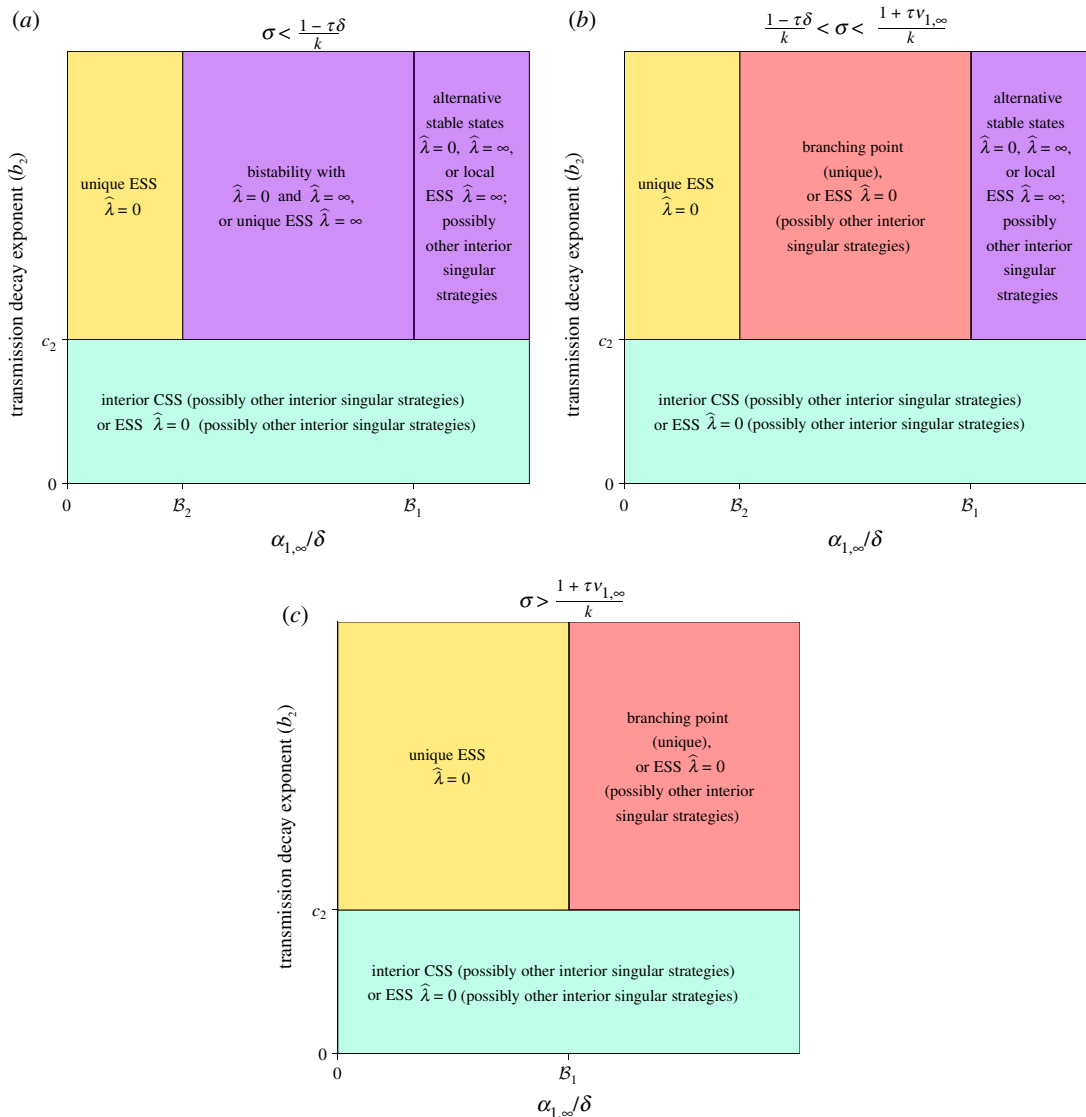 (a)
σ < (1 − τδ)/k
transmission decay exponent (b₂)
unique ESS
λ̂ = 0
bistability with
λ̂ = 0 and λ̂ = ∞,
or unique ESS λ̂ = ∞
alternative
stable states
λ̂ = 0, λ̂ = ∞,
or local
ESS λ̂ = ∞;
possibly
other interior
singular
strategies
c₂
interior CSS (possibly other interior singular strategies)
or ESS λ̂ = 0 (possibly other interior singular strategies)
0
0
ℬ₂
ℬ₁
α₁,∞/δ
(b)
(1 − τδ)/k < σ < (1 + τν₁,∞)/k
transmission decay exponent (b₂)
unique ESS
λ̂ = 0
branching point
(unique),
or ESS λ̂ = 0
(possibly other interior
singular strategies)
alternative
stable states
λ̂ = 0, λ̂ = ∞,
or local
ESS λ̂ = ∞;
possibly
other interior
singular
strategies
c₂
interior CSS (possibly other interior singular strategies)
or ESS λ̂ = 0 (possibly other interior singular strategies)
0
0
ℬ₂
ℬ₁
α₁,∞/δ
(c)
σ > (1 + τν₁,∞)/k
transmission decay exponent (b₂)
unique ESS
λ̂ = 0
branching point
(unique),
or ESS λ̂ = 0
(possibly other interior
singular strategies)
c₂
interior CSS (possibly other interior singular strategies)
or ESS λ̂ = 0 (possibly other interior singular strategies)
0
0
ℬ₁
α₁,∞/δ